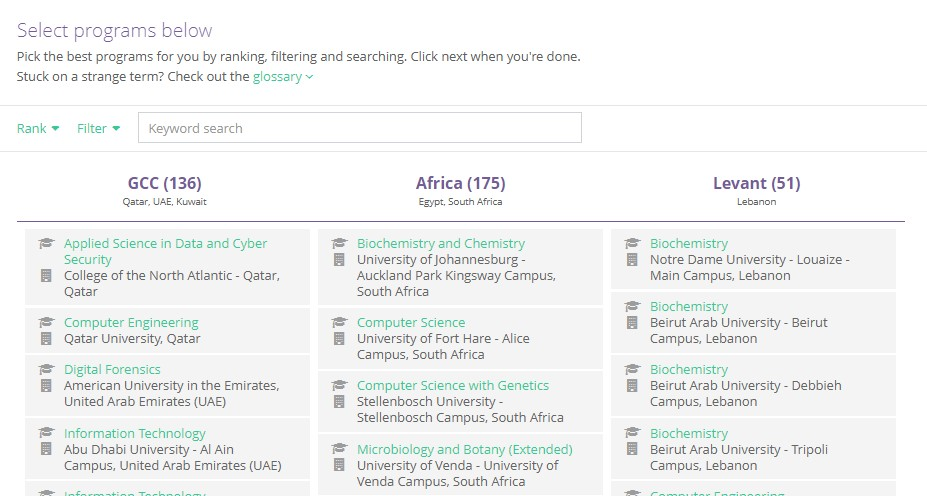 Select programs below
Pick the best programs for you by ranking, filtering and searching. Click next when you're done.
Stuck on a strange term? Check out the glossary
Rank
Filter
Keyword search
GCC (136)
Qatar, UAE, Kuwait
Applied Science in Data and Cyber
Security
College of the North Atlantic - Qatar,
Qatar
Computer Engineering
Qatar University, Qatar
Digital Forensics
American University in the Emirates,
United Arab Emirates (UAE)
Information Technology
Abu Dhabi University - Al Ain
Campus, United Arab Emirates (UAE)
Information Technology
Africa (175)
Egypt, South Africa
Biochemistry and Chemistry
University of Johannesburg -
Auckland Park Kingsway Campus,
South Africa
Computer Science
University of Fort Hare - Alice
Campus, South Africa
Computer Science with Genetics
Stellenbosch University -
Stellenbosch Campus, South Africa
Microbiology and Botany (Extended)
University of Venda - University of
Venda Campus, South Africa
Levant (51)
Lebanon
Biochemistry
Notre Dame University - Louaize -
Main Campus, Lebanon
Biochemistry
Beirut Arab University - Beirut
Campus, Lebanon
Biochemistry
Beirut Arab University - Debbieh
Campus, Lebanon
Biochemistry
Beirut Arab University - Tripoli
Campus, Lebanon
Computer Engineering